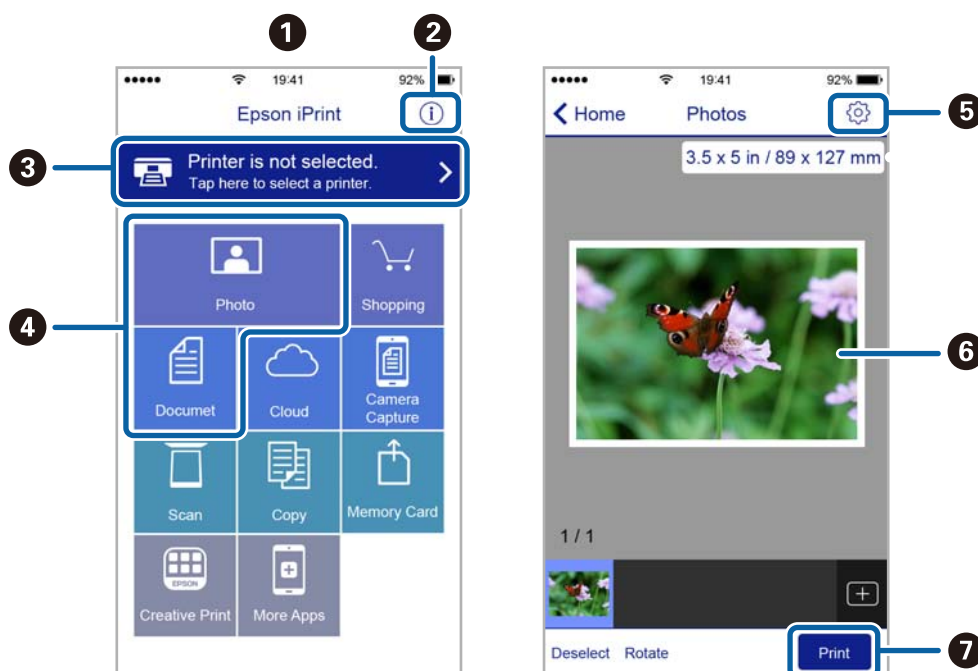 1
2
19:41
92%
Epson iPrint
3
Printer is not selected.
Tap here to select a printer.
4
Photo
Shopping
Documet
Cloud
Camera
Capture
Scan
Copy
Memory Card
EPSON
Creative Print
More Apps
19:41
92%
Home
Photos
5
3.5 x 5 in / 89 x 127 mm
6
1 / 1
Deselect
Rotate
Print
7